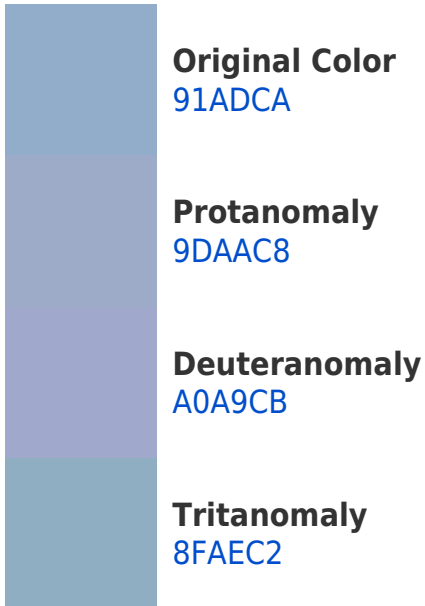 Original Color
91ADCA
Protanomaly
9DAAC8
Deuteranomaly
A0A9CB
Tritanomaly
8FAEC2